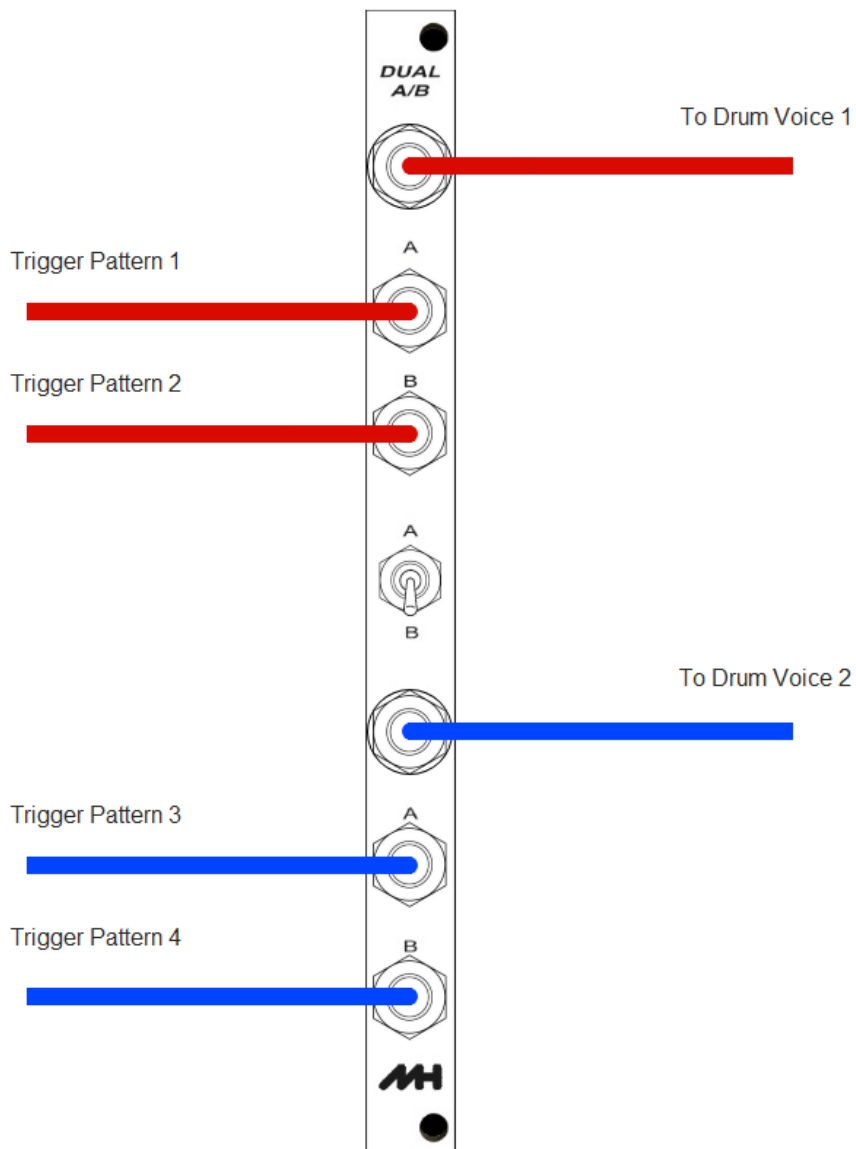 DUAL
A/B
To Drum Voice 1
A
Trigger Pattern 1
B
Trigger Pattern 2
A
B
To Drum Voice 2
A
Trigger Pattern 3
B
Trigger Pattern 4
MH